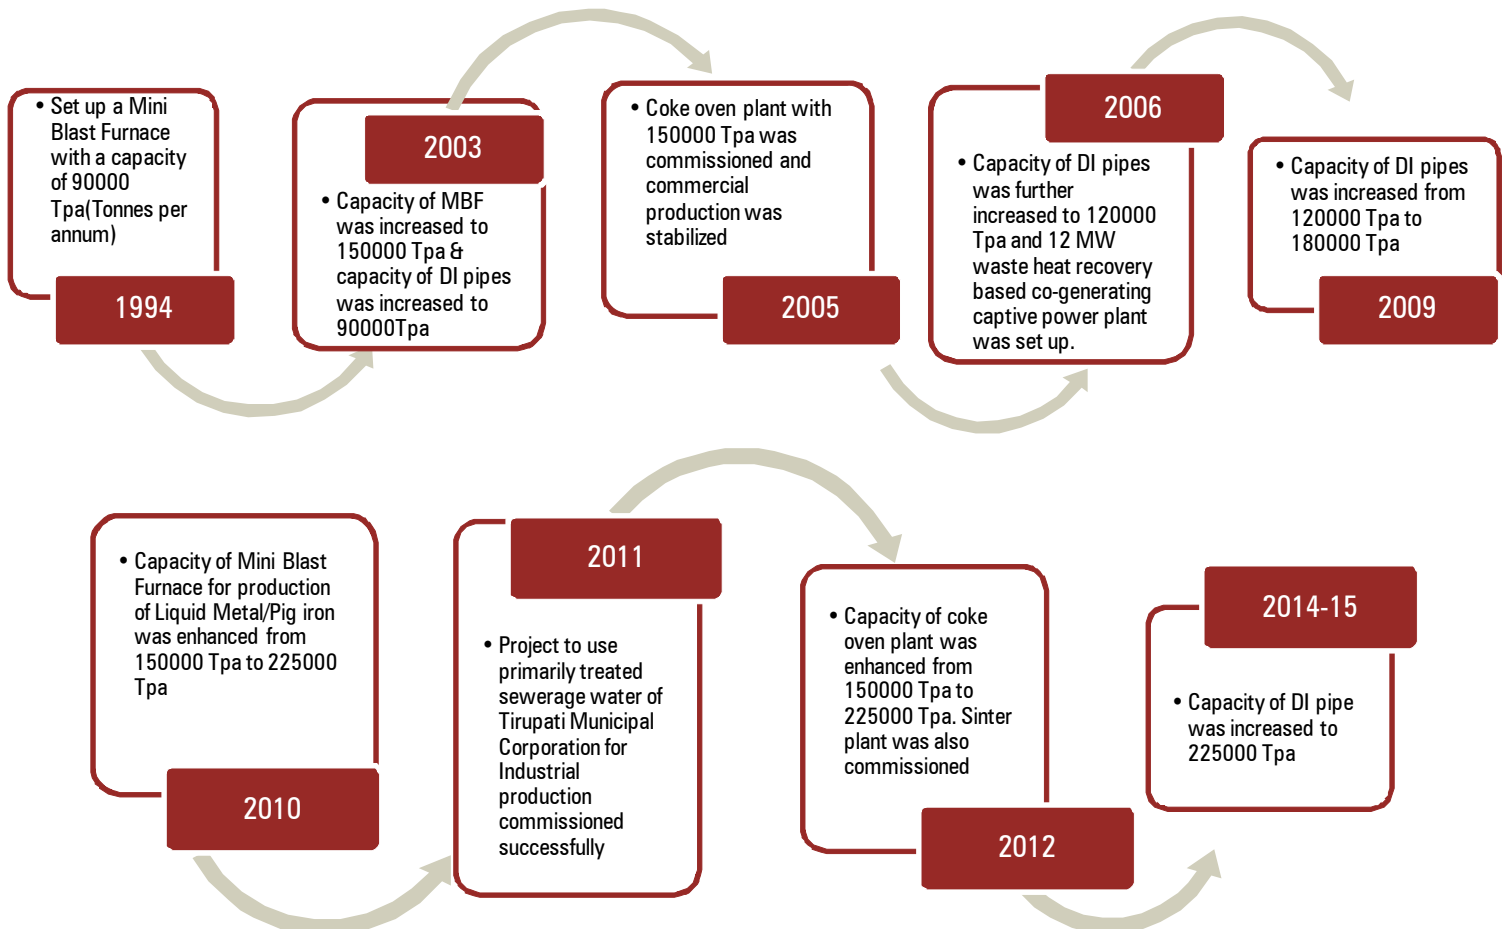 • Set up a Mini
Blast Furnace
with a capacity
of 90000
Tpa(Tonnes per
annum)
1994
2003
• Capacity of MBF
was increased to
150000 Tpa &
capacity of DI pipes
was increased to
90000Tpa
• Coke oven plant with
150000 Tpa was
commissioned and
commercial
production was
stabilized
2005
2006
• Capacity of DI pipes
was further
increased to 120000
Tpa and 12 MW
waste heat recovery
based co-generating
captive power plant
was set up.
• Capacity of DI pipes
was increased from
120000 Tpa to
180000 Tpa
2009
• Capacity of Mini Blast
Furnace for production
of Liquid Metal/Pig iron
was enhanced from
150000 Tpa to 225000
Tpa
2010
2011
• Project to use
primarily treated
sewerage water of
Tirupati Municipal
Corporation for
Industrial
production
commissioned
successfully
• Capacity of coke
oven plant was
enhanced from
150000 Tpa to
225000 Tpa. Sinter
plant was also
commissioned
2012
2014-15
• Capacity of DI pipe
was increased to
225000 Tpa